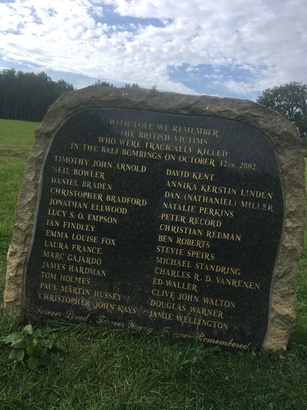 WITH LOVE WE REMEMBER
THE BRITISH VICTIMS
WHO WERE TRAGICALLY KILLED
IN THE BALI BOMBINGS ON OCTOBER 12TH 2002
TIMOTHY JOHN ARNOLD
NEIL BOWLER
DANIEL BRADEN
CHRISTOPHER BRADFORD
JONATHAN ELLWOOD
LUCY S. O. EMPSON
IAN FINDLEY
EMMA LOUISE FOX
LAURA FRANCE
MARC GAJARDO
JAMES HARDMAN
TOM HOLMES
PAUL MARTIN HUSSEY
CHRISTOPHER JOHN KAYS
DAVID KENT
ANNIKA KERSTIN LINDEN
DAN (NATHANIEL) MILLER
NATALIE PERKINS
PETER RECORD
CHRISTIAN REDMAN
BEN ROBERTS
STEVIE SPEIRS
MICHAEL STANDRING
CHARLES R. D. VANRENEN
ED WALLER
CLIVE JOHN WALTON
DOUGLAS WARNER
JAMIE WELLINGTON
Forever Loved, Forever Young, Forever Remembered